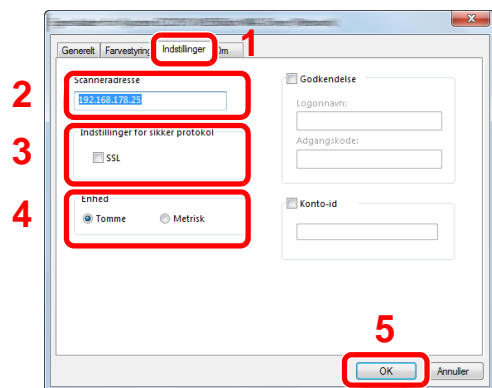 Generelt Farvestyring Indstillinger Om
1
2
Scanneradresse
192.168.178.25
3
Indstillinger for sikker protokol
SSL
4
Enhed
Tomme Metrisk
Godkendelse
Logonnavn:
Adgangskode:
Konto-id
5
OK Annuller